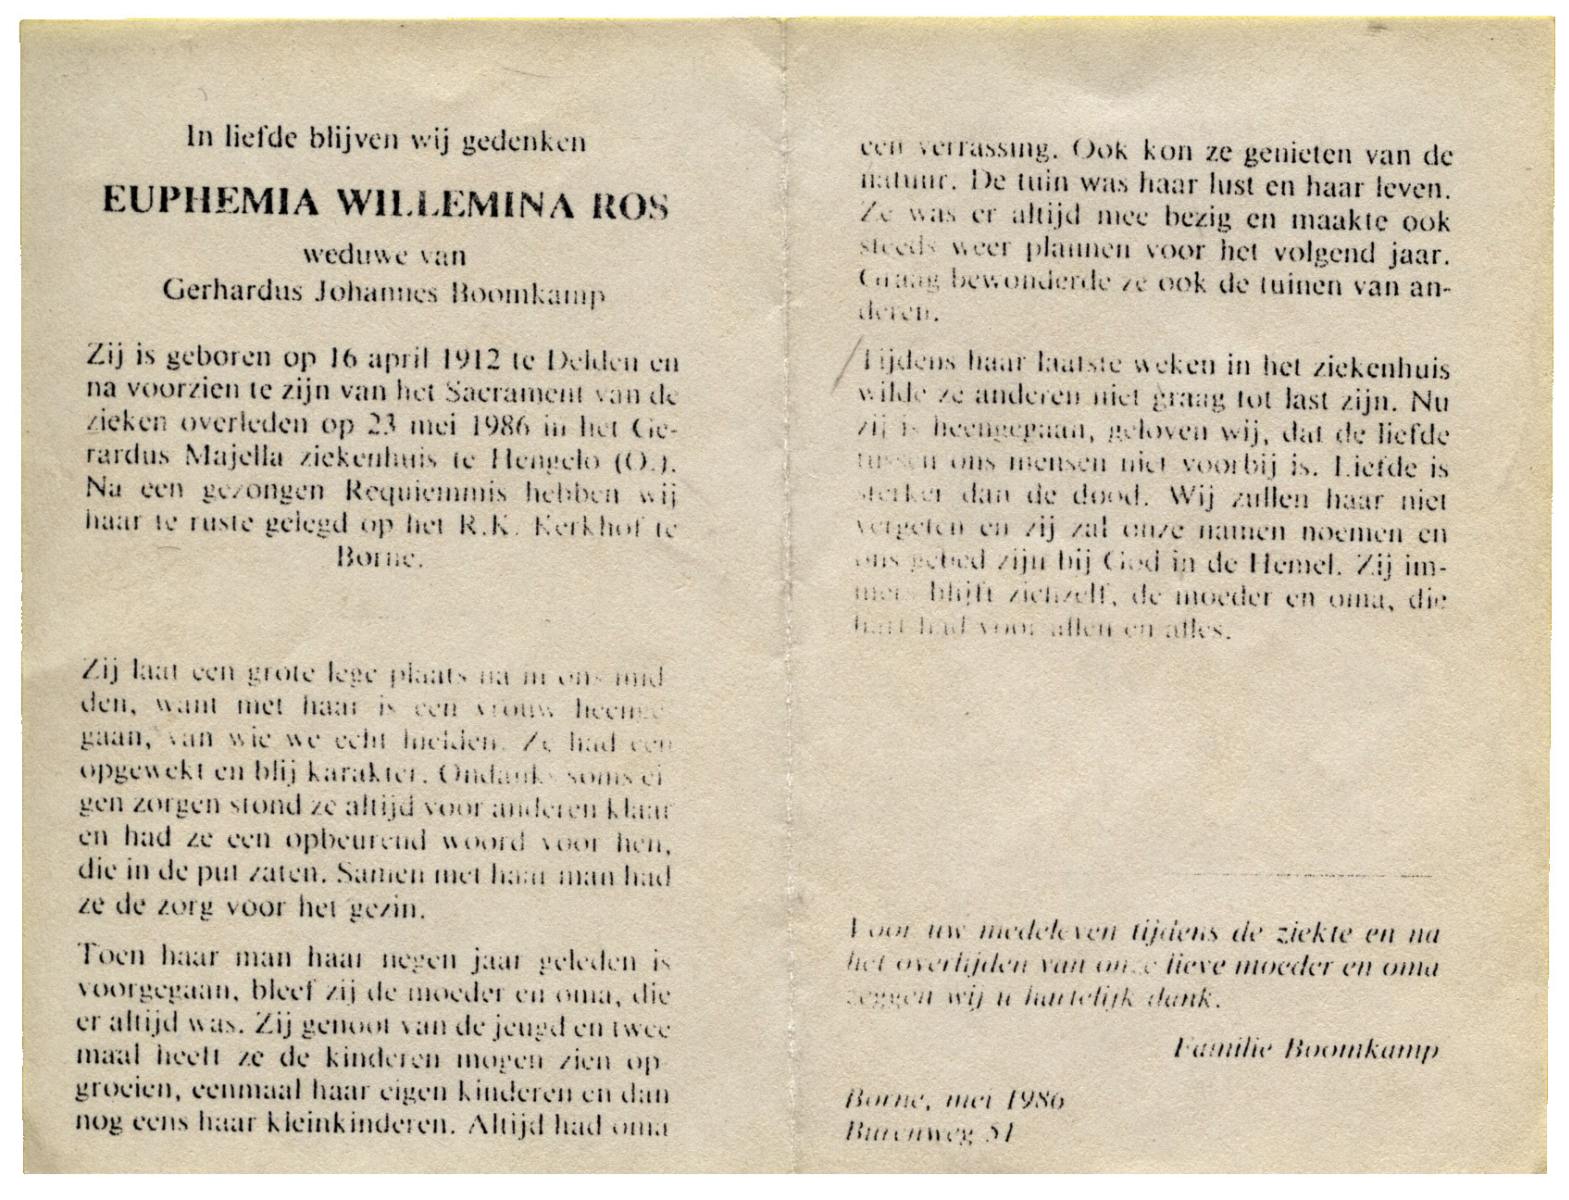 In liefde blijven wij gedenken
EUPHEMIA WILLEMINA ROS
weduwe van
Gerhardus Johannes Boomkamp
Zij is geboren op 16 april 1912 te Delden en
na voorzien te zijn van het Sacrament van de
zieken overleden op 23 mei 1986 in het Ge-
rardus Majella ziekenhuis te Hengelo (O.).
Na een gezongen Requiemmis hebben wij
haar te ruste gelegd op het R.K. Kerkhof te
Borne.
Zij laat een grote lege plaats na in ons mid
den, want met haar is een vrouw heenge
gaan, van wie we echt hielden. Ze had een
opgewekt en blij karakter. Ondanks soms ei
gen zorgen stond ze altijd voor anderen klaar
en had ze een opbeurend woord voor hen,
die in de put zaten. Samen met haar man had
ze de zorg voor het gezin.
Toen haar man haar negen jaar geleden is
voorgegaan, bleef zij de moeder en oma, die
er altijd was. Zij genoot van de jeugd en twee
maal heeft ze de kinderen mogen zien op-
groeien, eenmaal haar eigen kinderen en dan
nog eens haar kleinkinderen. Altijd had oma
een verrassing. Ook kon ze genieten van de
natuur. De tuin was haar lust en haar leven.
Ze was er altijd mee bezig en maakte ook
steeds weer plannen voor het volgend jaar.
Graag bewonderde ze ook de tuinen van an-
deren.
Tijdens haar laatste weken in het ziekenhuis
wilde ze anderen niet graag tot last zijn. Nu
zij is heengegaan, geloven wij, dat de liefde
tussen ons mensen niet voorbij is. Liefde is
sterker dan de dood. Wij zullen haar niet
vergeten en zij zal onze namen noemen en
ons gebed zijn bij God in de Hemel. Zij im-
mers blijft zichzelf, de moeder en oma, die
hart had voor allen en alles.
Voor uw medeleven tijdens de ziekte en na
het overlijden van onze lieve moeder en oma
zeggen wij u hartelijk dank.
Familie Boomkamp
Borne, mei 1986
Burenweg 51